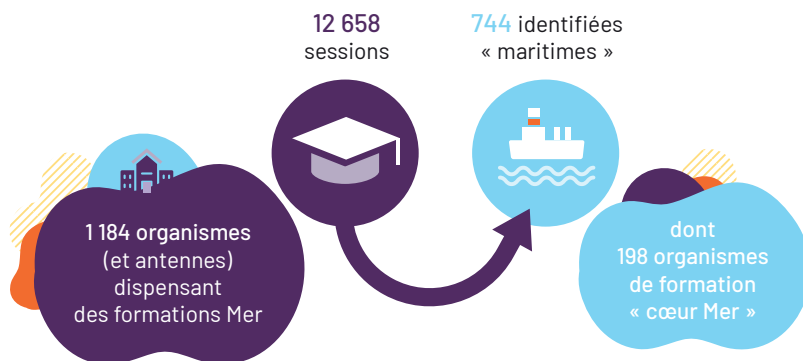 12 658
sessions
744 identifiées
« maritimes »
1 184 organismes
(et antennes)
dispensant
des formations Mer
dont
198 organismes
de formation
« cœur Mer »